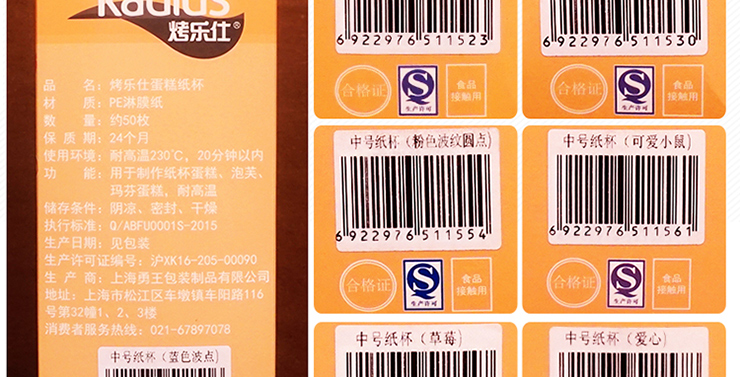 Radius
烤乐仕®
品 名：烤乐仕蛋糕纸杯
材 质：PE淋膜纸
数 量：约50枚
保 质 期：24个月
使用环境：耐高温230℃，20分钟以内
功 能：用于制作纸杯蛋糕、泡芙、
玛芬蛋糕，耐高温
储存条件：阴凉、密封、干燥
执行标准：Q/ABFU0001S-2015
生产日期：见包装
生产许可证编号：沪XK16-205-00090
生 产 商：上海勇王包装制品有限公司
地址：上海市松江区车墩镇车阳路116
号第32幢1、2、3楼
消费者服务热线：021-67897078
中号纸杯（蓝色波点）
6922976511523
合格证
生产许可
食品
接触用
6922976511530
合格证
生产许可
食品
接触用
中号纸杯（粉色波纹圆点）
6922976511554
合格证
生产许可
食品
接触用
中号纸杯（可爱小鼠）
6922976511561
合格证
生产许可
食品
接触用
中号纸杯（草莓）
中号纸杯（爱心）